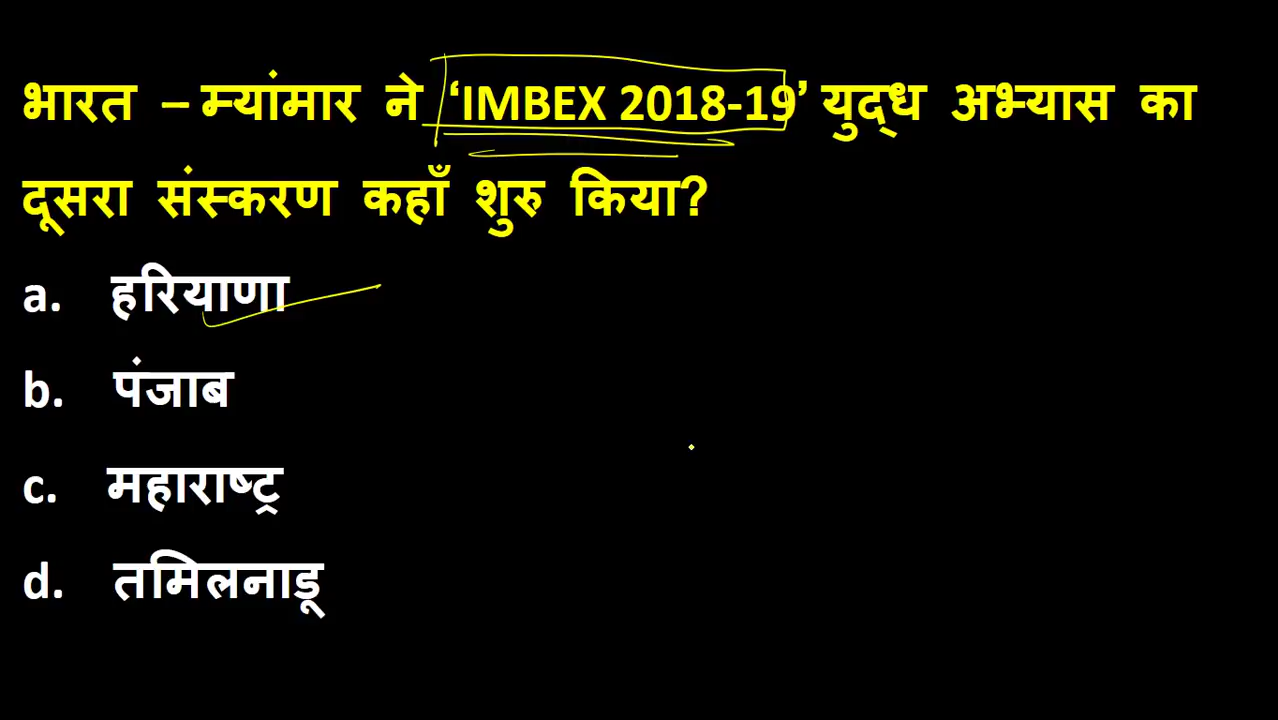 भारत – म्यांमार ने ‘IMBEX 2018-19’ युद्ध अभ्यास का
दूसरा संस्करण कहाँ शुरु किया?
a. हरियाणा
b. पंजाब
c. महाराष्ट्र
d. तमिलनाडू